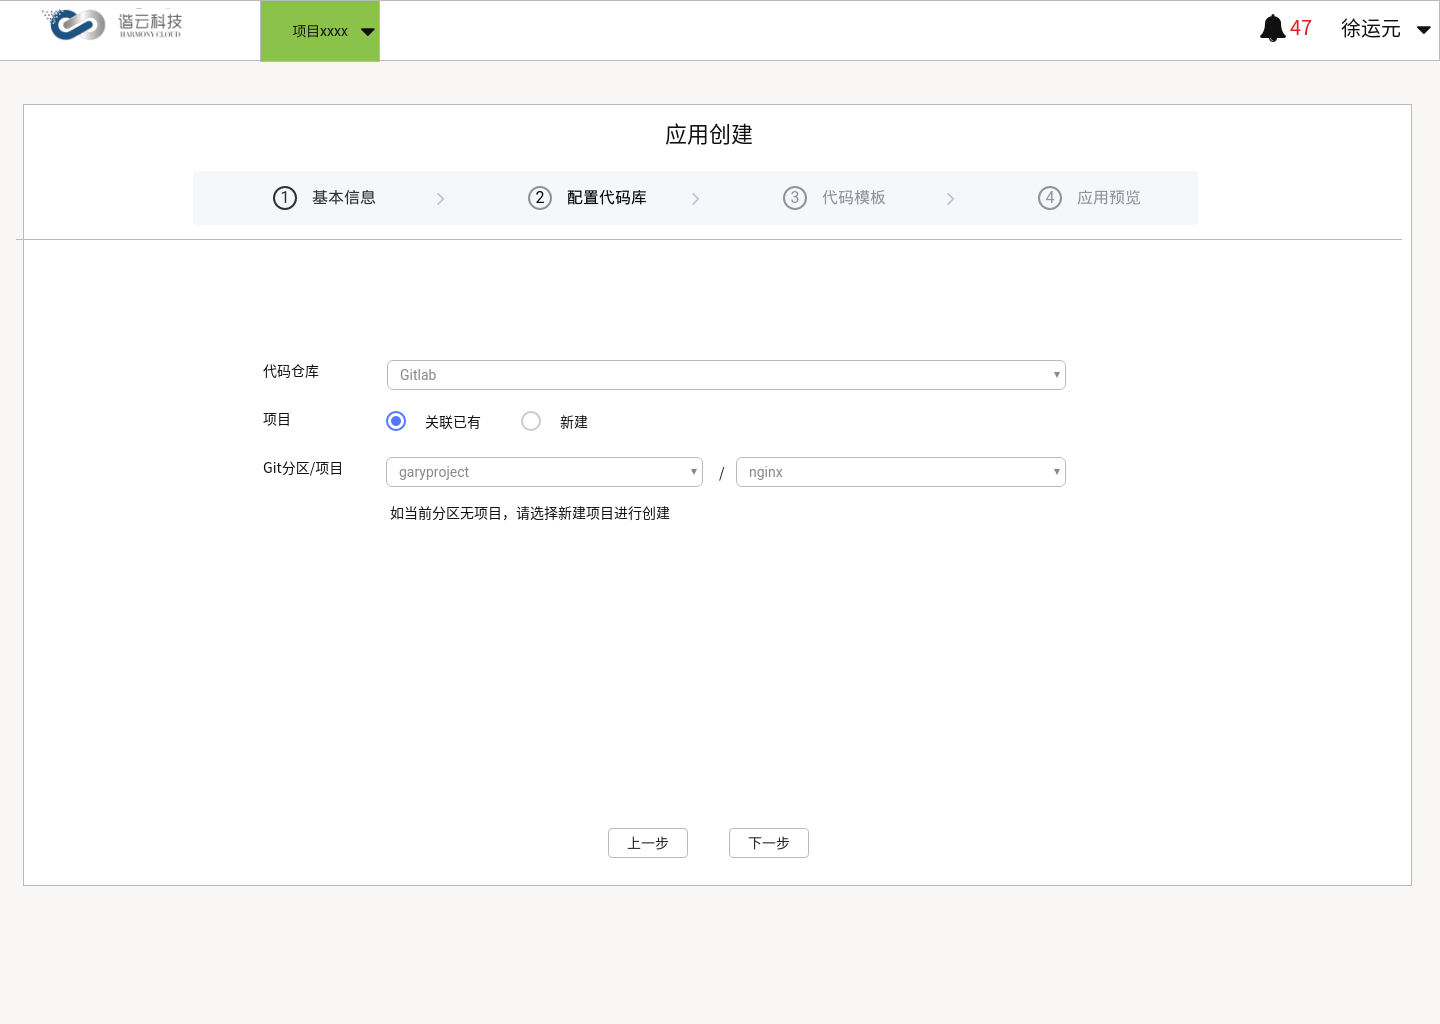 谐云科技
HARMONY CLOUD
项目xxxx
47
徐运元
应用创建
1 基本信息
2 配置代码库
3 代码模板
4 应用预览
代码仓库
Gitlab
项目
关联已有
新建
Git分区/项目
garyproject
/
nginx
如当前分区无项目，请选择新建项目进行创建
上一步
下一步